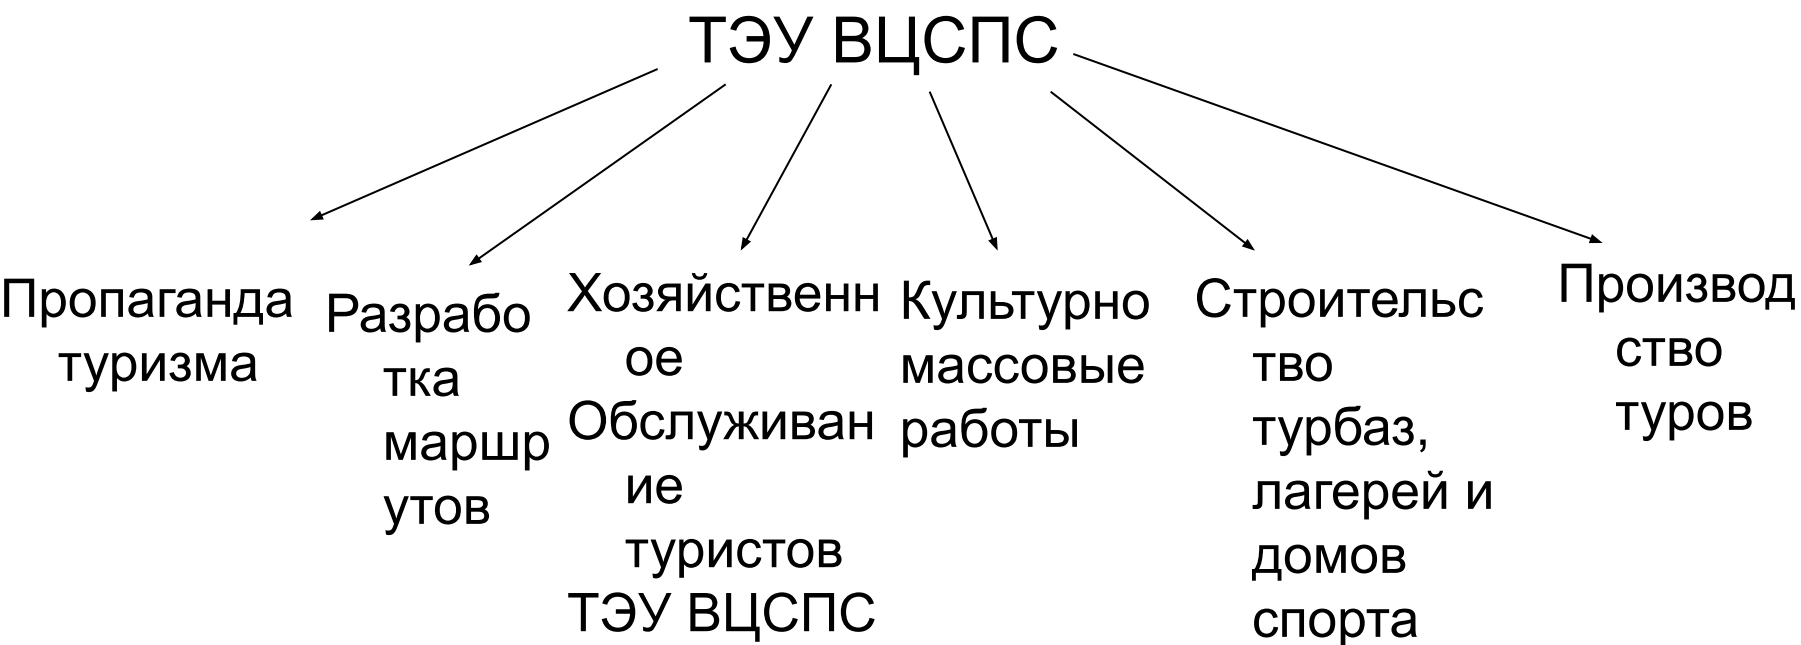 ТЭУ ВЦСПС
Пропаганда
туризма
Разрабо
тка
маршр
утов
Хозяйственн
ое
Обслуживан
ие
туристов
ТЭУ ВЦСПС
Культурно
массовые
работы
Строительс
тво
турбаз,
лагерей и
домов
спорта
Производ
ство
туров